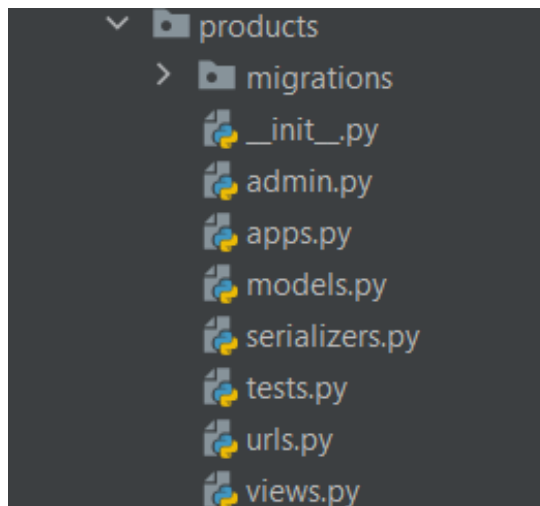 products
migrations
__init__.py
admin.py
apps.py
models.py
serializers.py
tests.py
urls.py
views.py